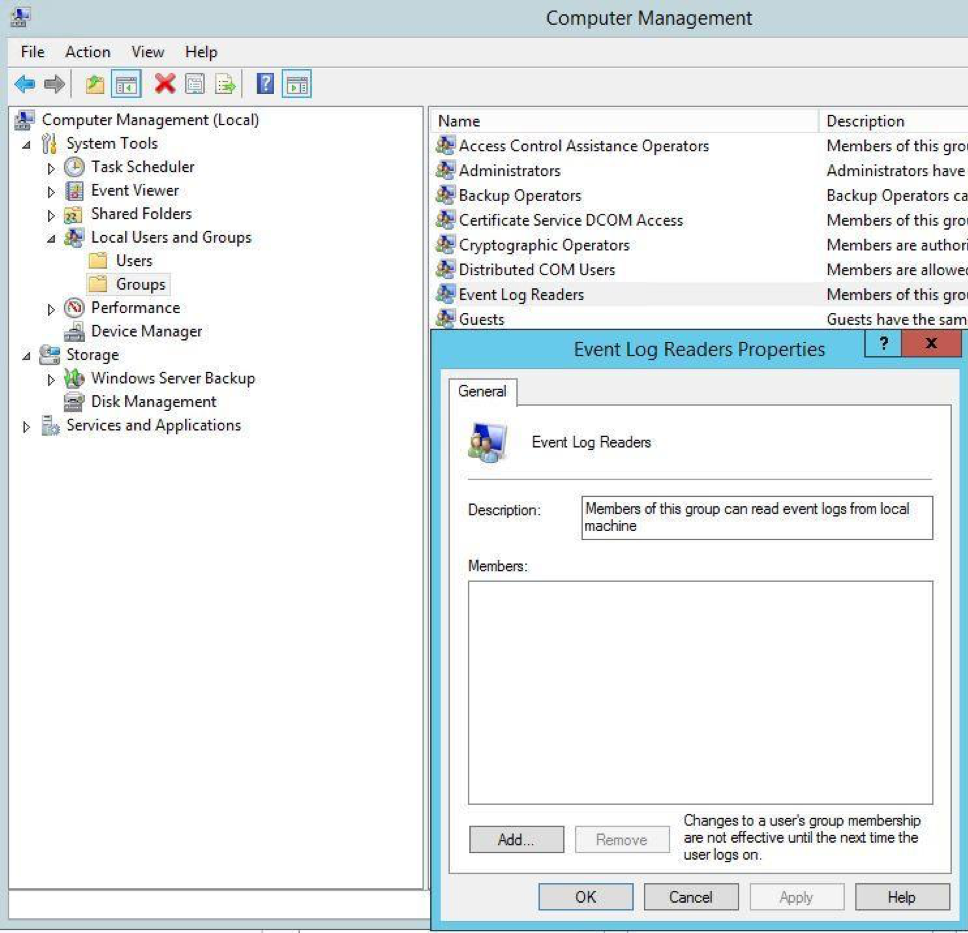 Computer Management
File Action View Help
Computer Management (Local)
System Tools
Task Scheduler
Event Viewer
Shared Folders
Local Users and Groups
Users
Groups
Performance
Device Manager
Storage
Windows Server Backup
Disk Management
Services and Applications
Name Description
Access Control Assistance Operators Members of this grou
Administrators Administrators have
Backup Operators Backup Operators ca
Certificate Service DCOM Access Members of this grou
Cryptographic Operators Members are authori
Distributed COM Users Members are allowed
Event Log Readers Members of this grou
Guests Guests have the sam
Event Log Readers Properties ? x
General
Event Log Readers
Description: Members of this group can read event logs from local
machine
Members:
Add... Remove
Changes to a user's group membership
are not effective until the next time the
user logs on.
OK Cancel Apply Help